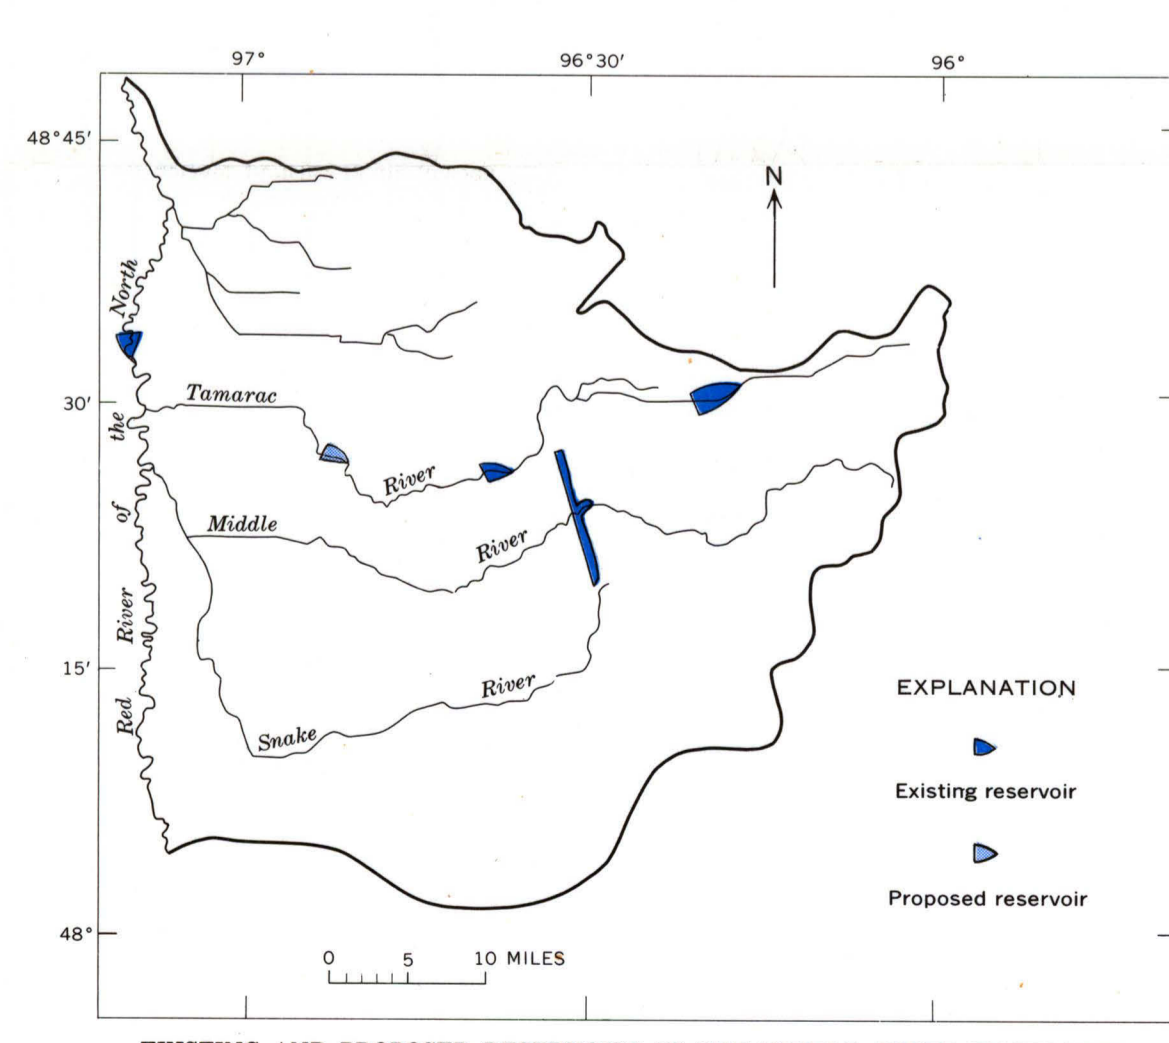 97° 96°30′ 96°
48°45′
N
North
Tamarac
30′
the
River
of
Middle
River
River
15′
River
EXPLANATION
Red
Snake
Existing reservoir
Proposed reservoir
48°
0 5 10 MILES